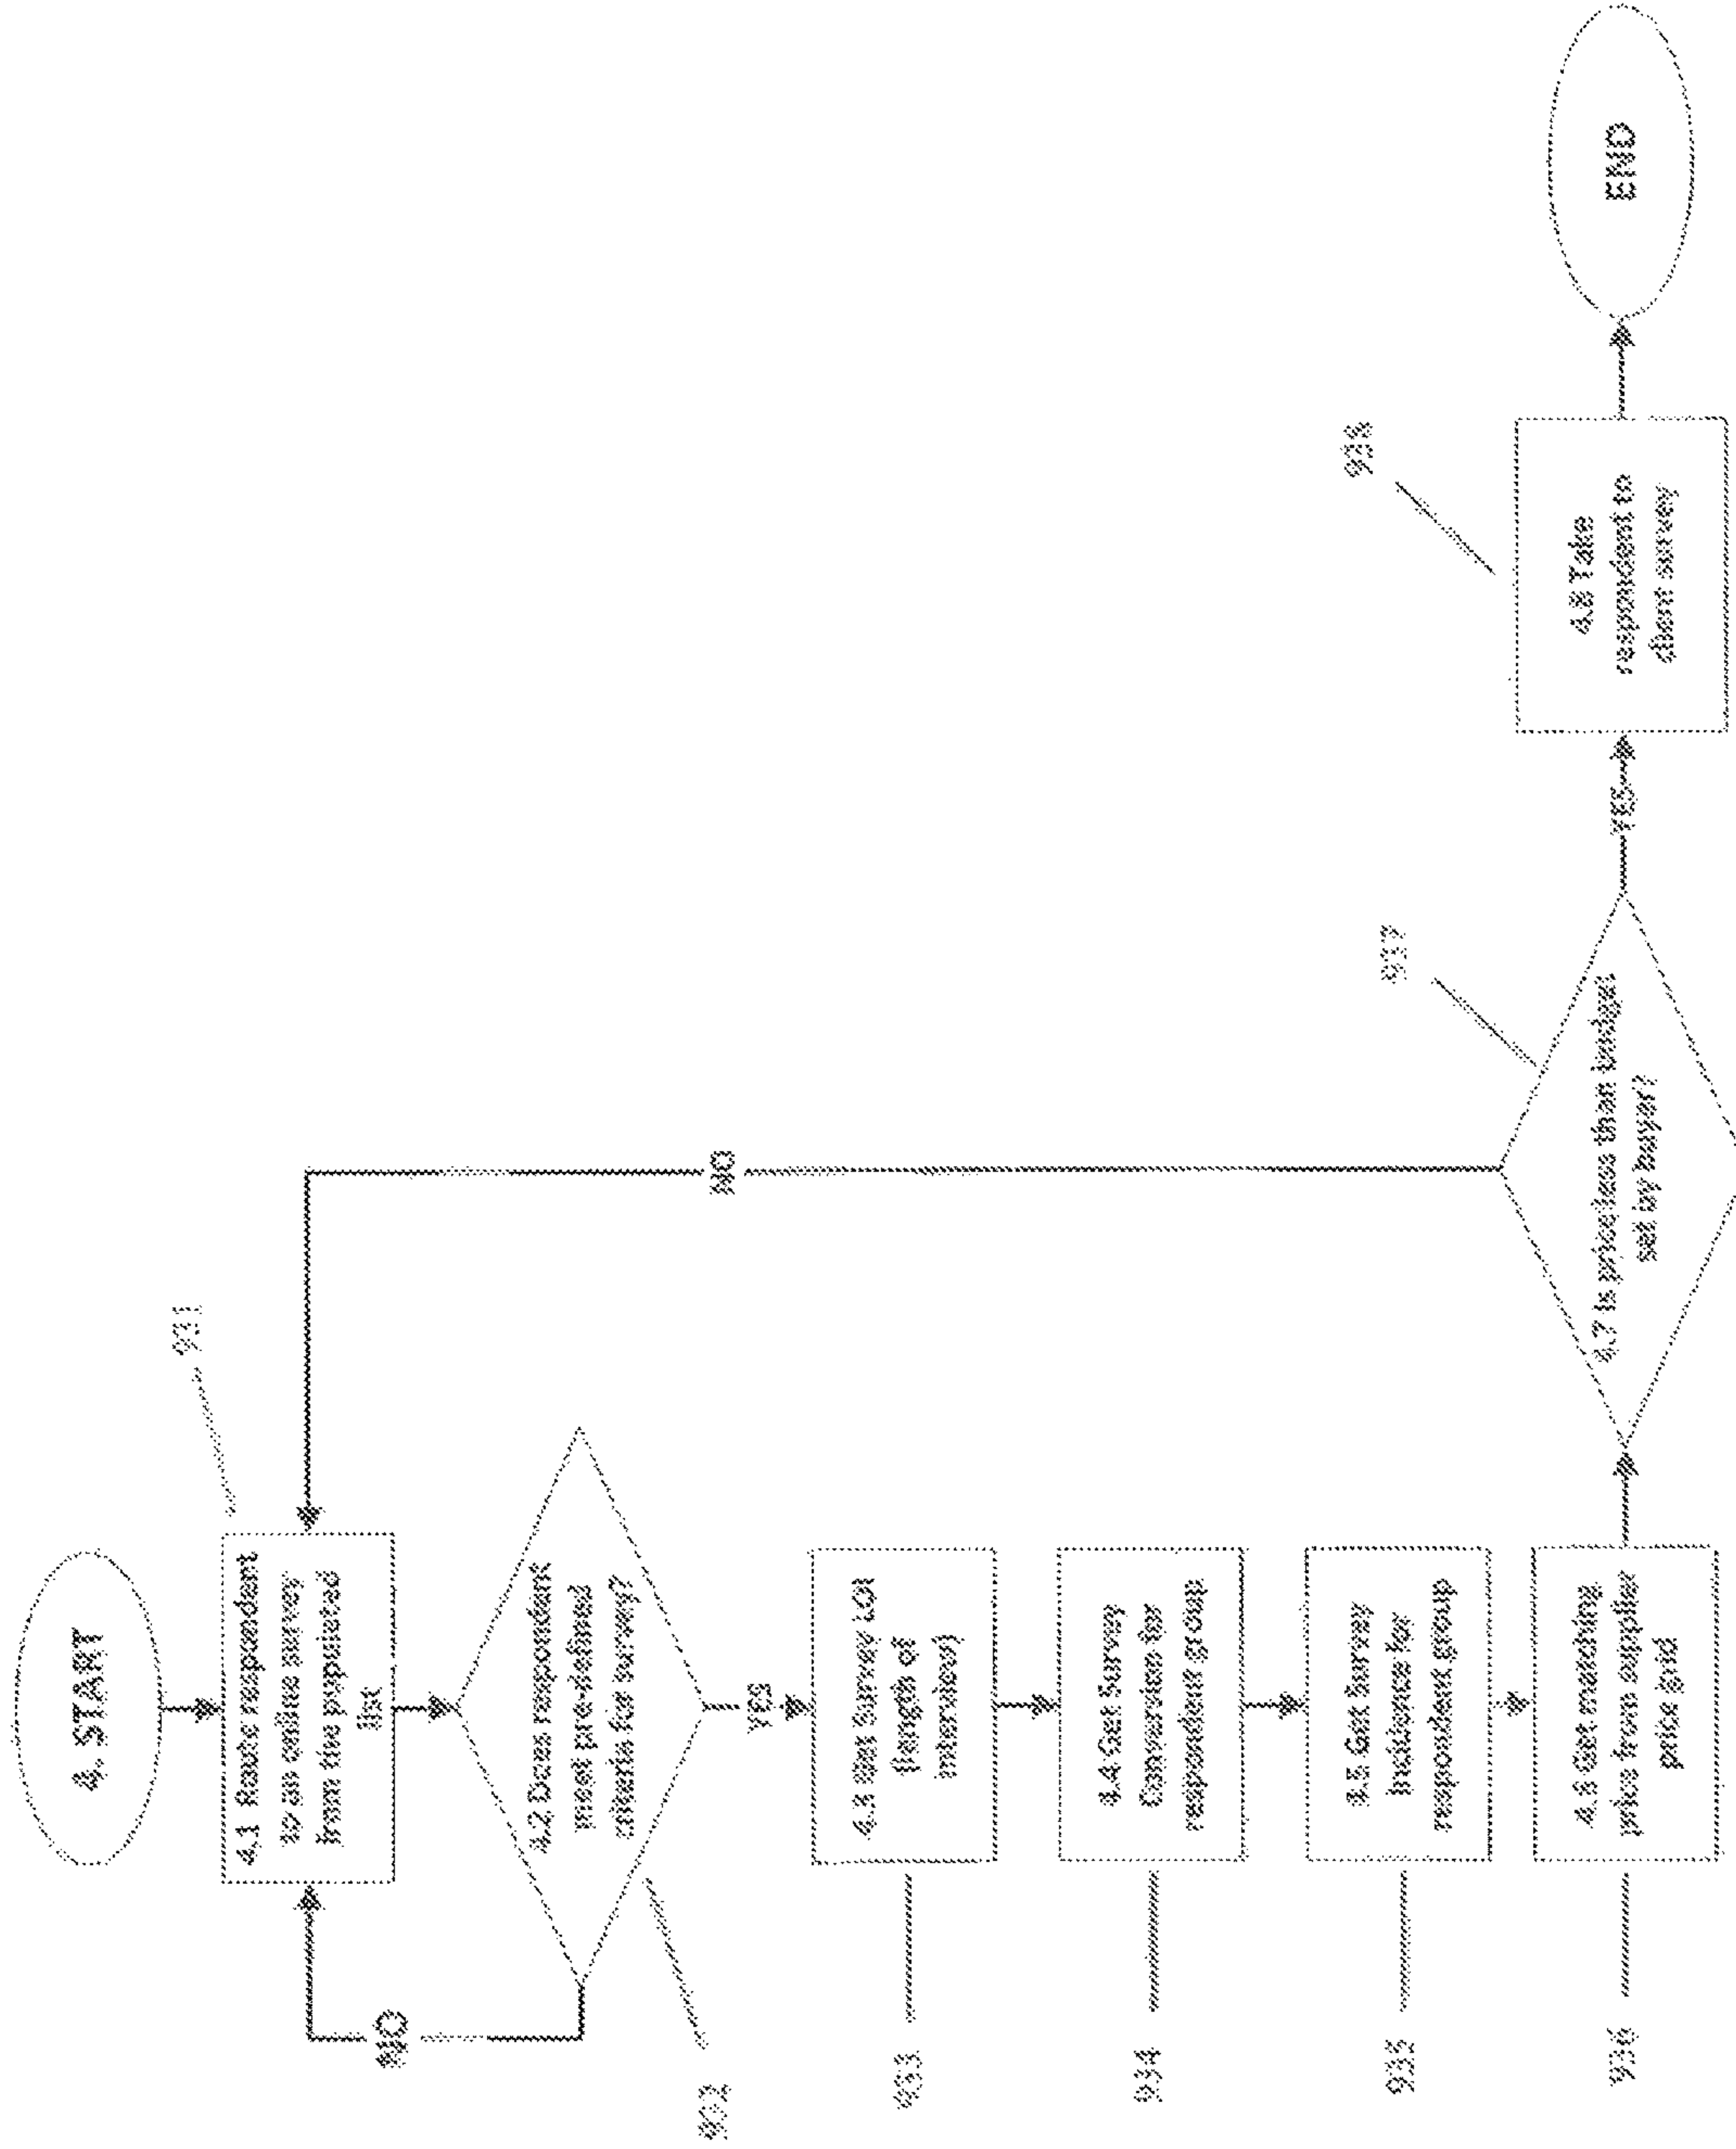 4. START
931
4.1 Route respondent
to an online survey
from the populated
list
NO
4.2 Does respondent
meet pre-defined
criteria for survey?
932
YES
933
4.3 Get Survey LOI
(length of
interview)
934
4.4 Get Survey
Conversion for
respondent group
935
4.5 Get Survey
Incidence for
respondent group
936
4.6 Get matching
price from supplier
price grid
937
4.7 Is price less than budget
set by buyer?
NO
YES
938
4.8 Take
respondent to
client survey
END